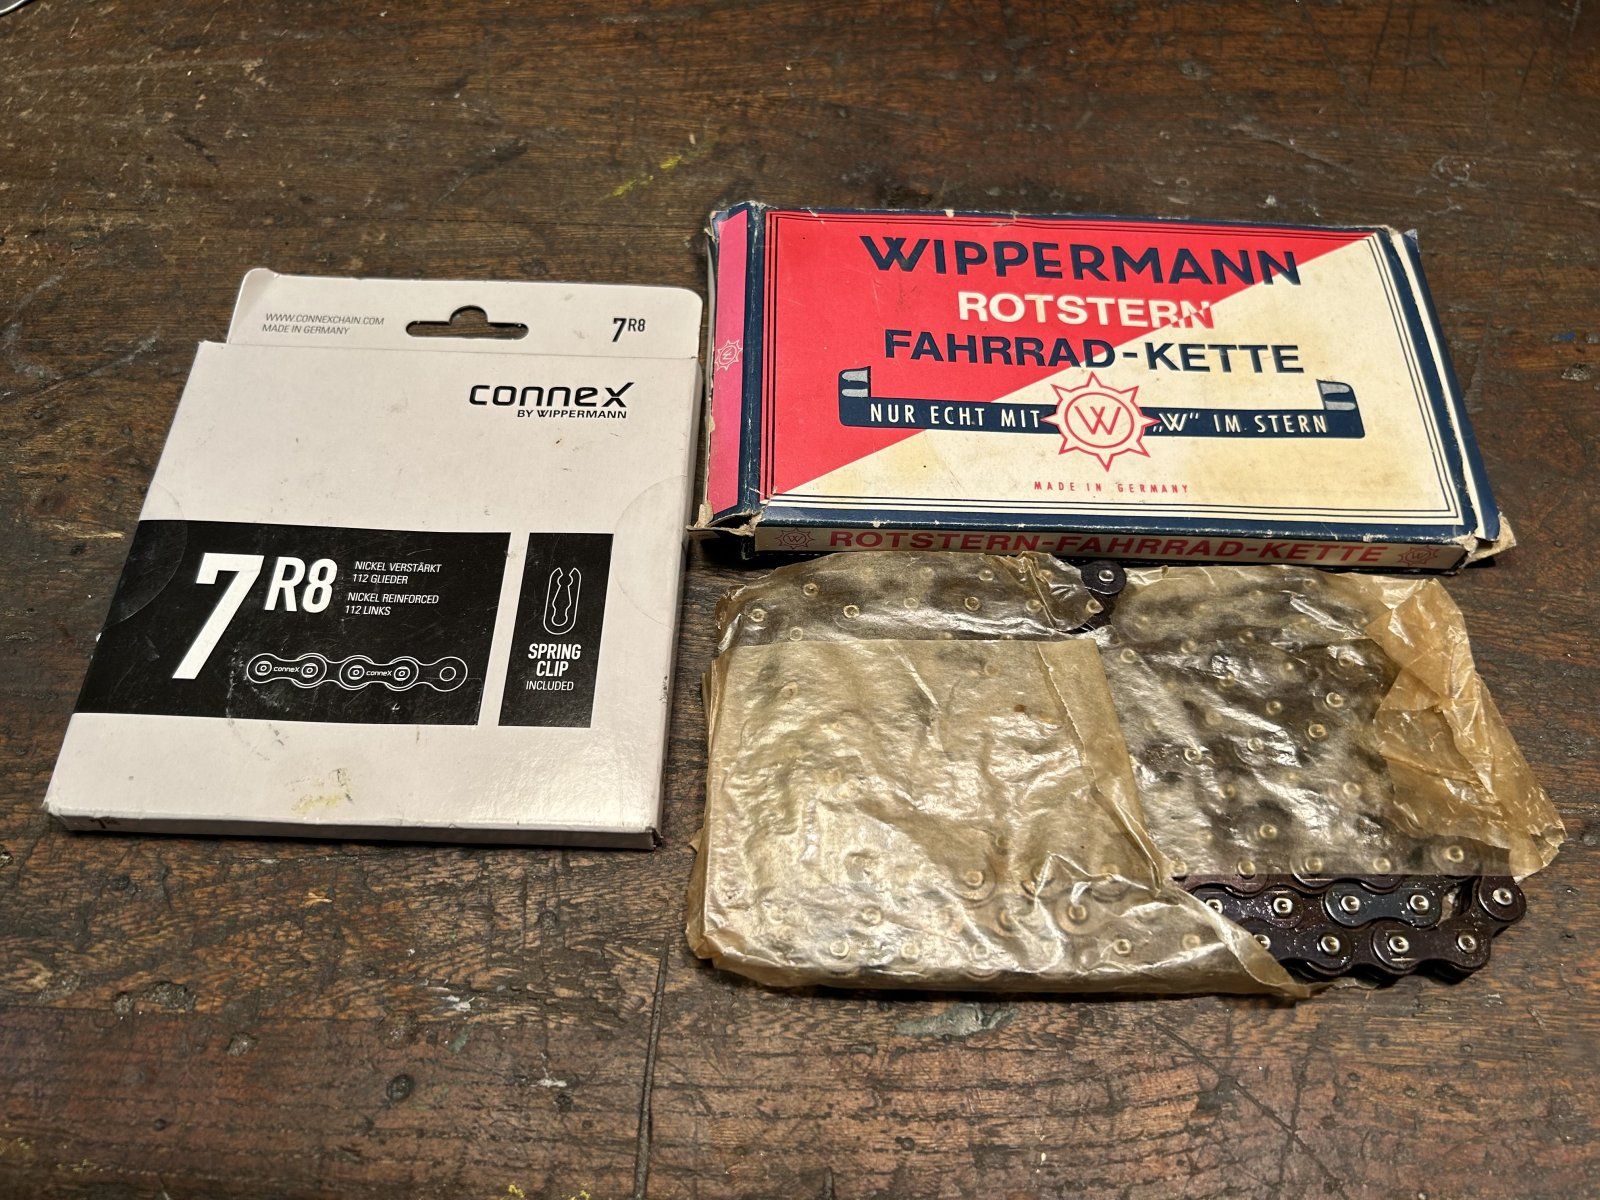 WWW.CONNEXCHAIN.COM
MADE IN GERMANY
7R8
connex
BY WIPPERMANN
7R8
NICKEL VERSTÄRKT
112 GLIEDER
NICKEL REINFORCED
112 LINKS
connex
connex
SPRING
CLIP
INCLUDED
WIPPERMANN
ROTSTERN
FAHRRAD-KETTE
NUR ECHT MIT W „W" IM STERN
MADE IN GERMANY
W ROTSTERN-FAHRRAD-KETTE W